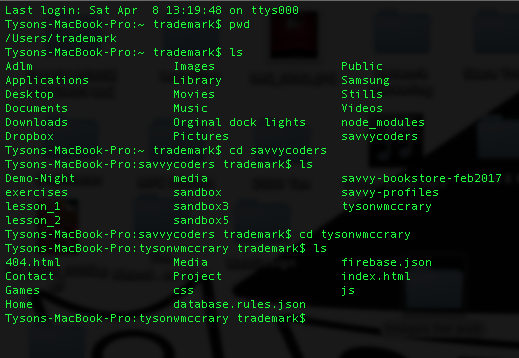 Last login: Sat Apr  8 13:19:48 on ttys000
Tysons-MacBook-Pro:~ trademark$ pwd
/Users/trademark
Tysons-MacBook-Pro:~ trademark$ ls
Adlm Images Public
Applications Library Samsung
Desktop Movies Stills
Documents Music Videos
Downloads Orginal dock lights node_modules
Dropbox Pictures savvycoders
Tysons-MacBook-Pro:~ trademark$ cd savvycoders
Tysons-MacBook-Pro:savvycoders trademark$ ls
Demo-Night media savvy-bookstore-feb2017
exercises sandbox savvy-profiles
lesson_1 sandbox3 tysonwmccrary
lesson_2 sandbox5
Tysons-MacBook-Pro:savvycoders trademark$ cd tysonwmccrary
Tysons-MacBook-Pro:tysonwmccrary trademark$ ls
404.html Media firebase.json
Contact Project index.html
Games css js
Home database.rules.json
Tysons-MacBook-Pro:tysonwmccrary trademark$